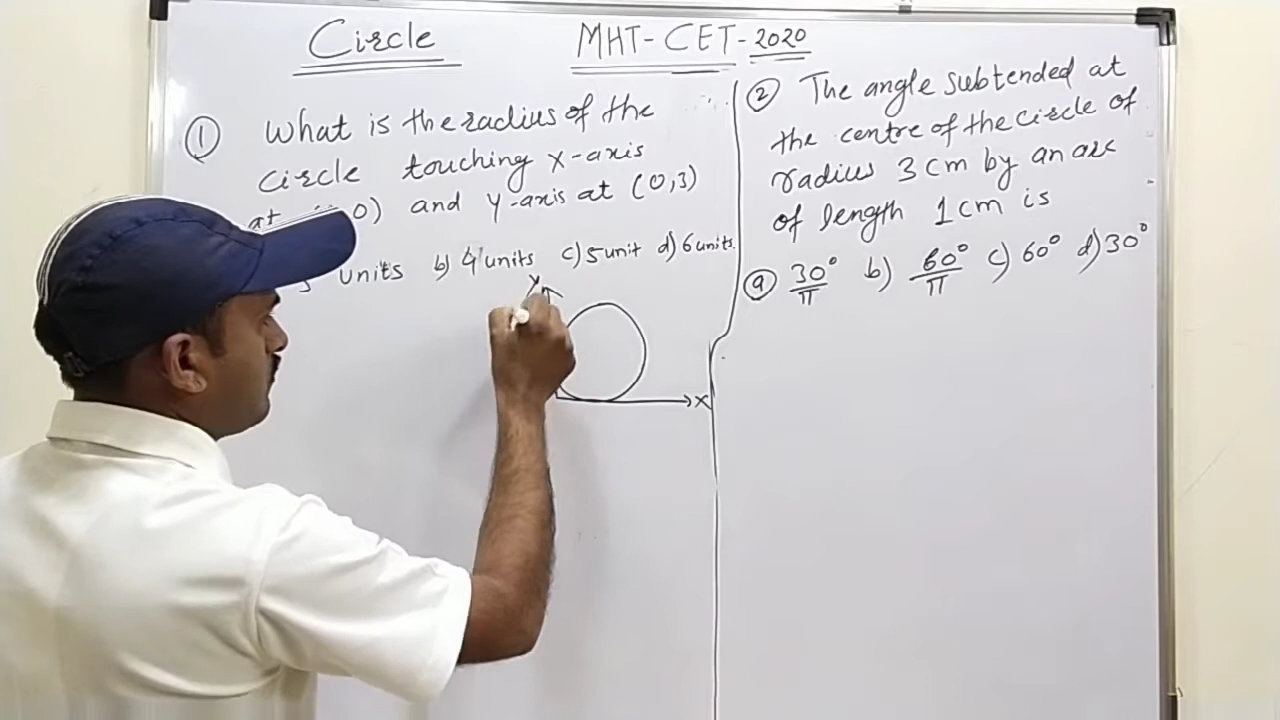 Circle
MHT-CET-2020
① What is the radius of the
circle touching x-axis
at 0) and y-axis at (0,3)
units b) 4 units c) 5 unit d) 6 units
Y
X
② The angle subtended at
the centre of the circle of
radius 3 cm by an arc
of length 1 cm is
ⓐ 30°/π b) 60°/π c) 60° d) 30°